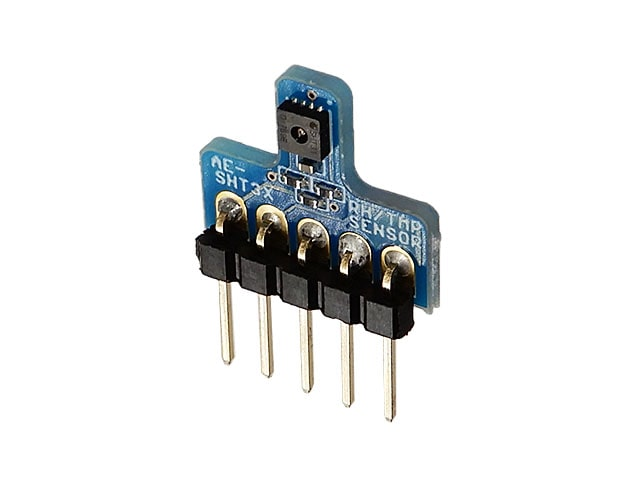 AE-
SHT3X
RH/TMP
SENSOR